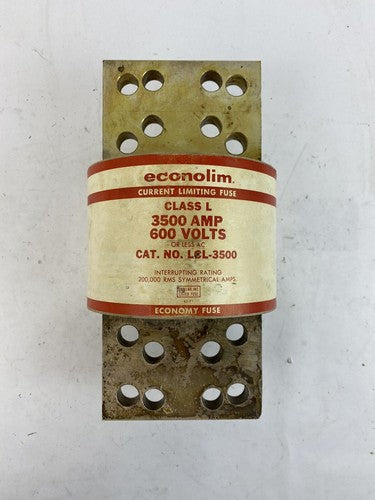 econolim.
CURRENT LIMITING FUSE
CLASS L
3500 AMP
600 VOLTS
OR LESS AC
CAT. NO. LCL-3500
INTERRUPTING RATING
200,000 RMS SYMMETRICAL AMPS.
ECONOMY FUSE